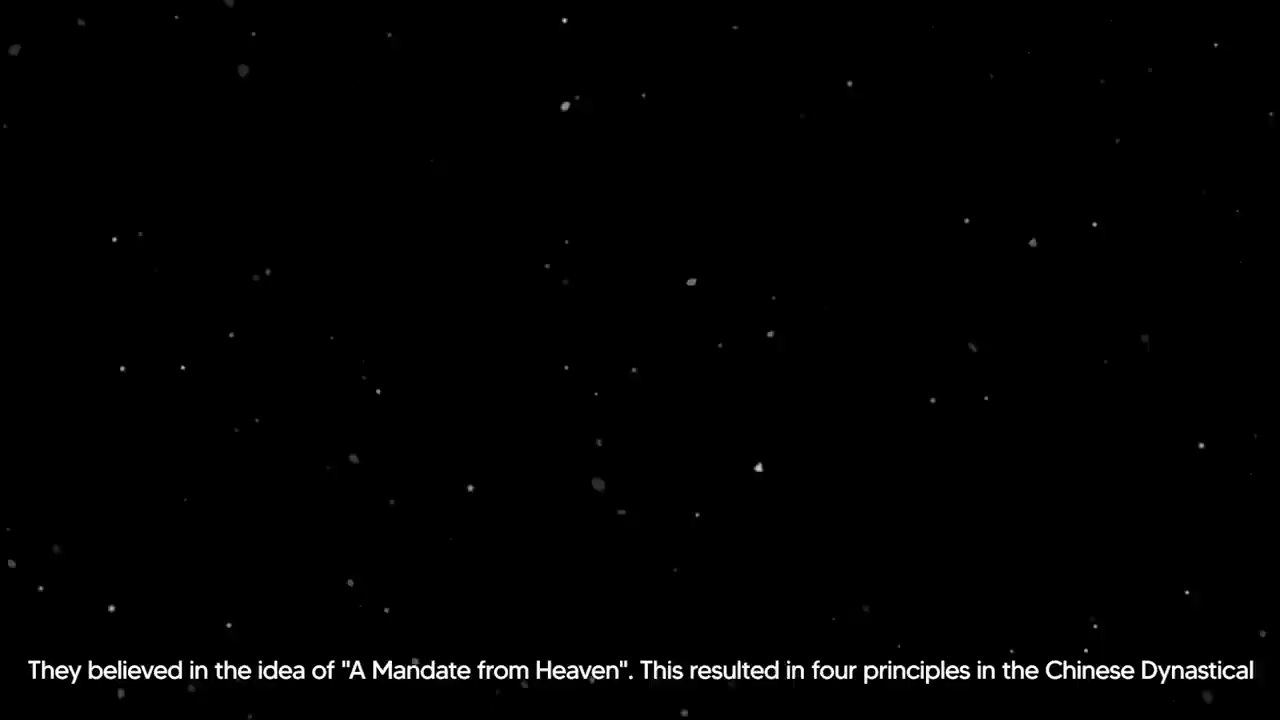 They believed in the idea of "A Mandate from Heaven". This resulted in four principles in the Chinese Dynastical